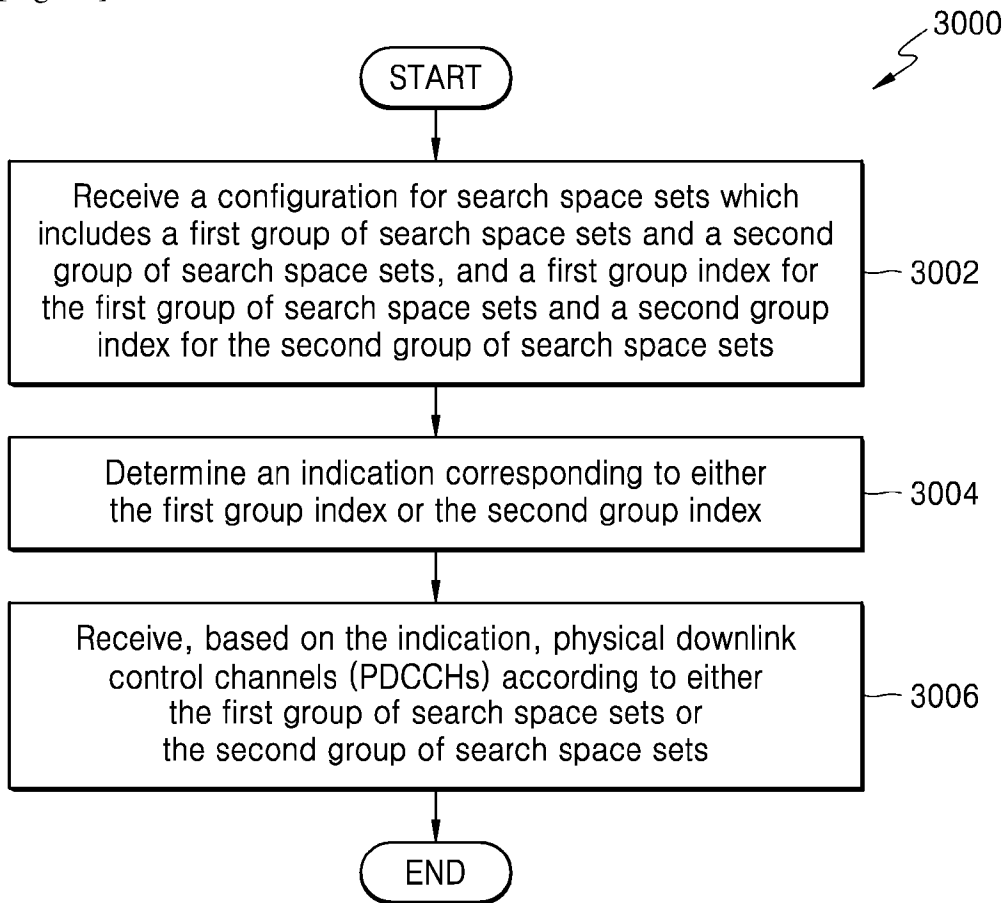 3000
START
Receive a configuration for search space sets which
includes a first group of search space sets and a second
group of search space sets, and a first group index for
the first group of search space sets and a second group
index for the second group of search space sets
3002
Determine an indication corresponding to either
the first group index or the second group index
3004
Receive, based on the indication, physical downlink
control channels (PDCCHs) according to either
the first group of search space sets or
the second group of search space sets
3006
END